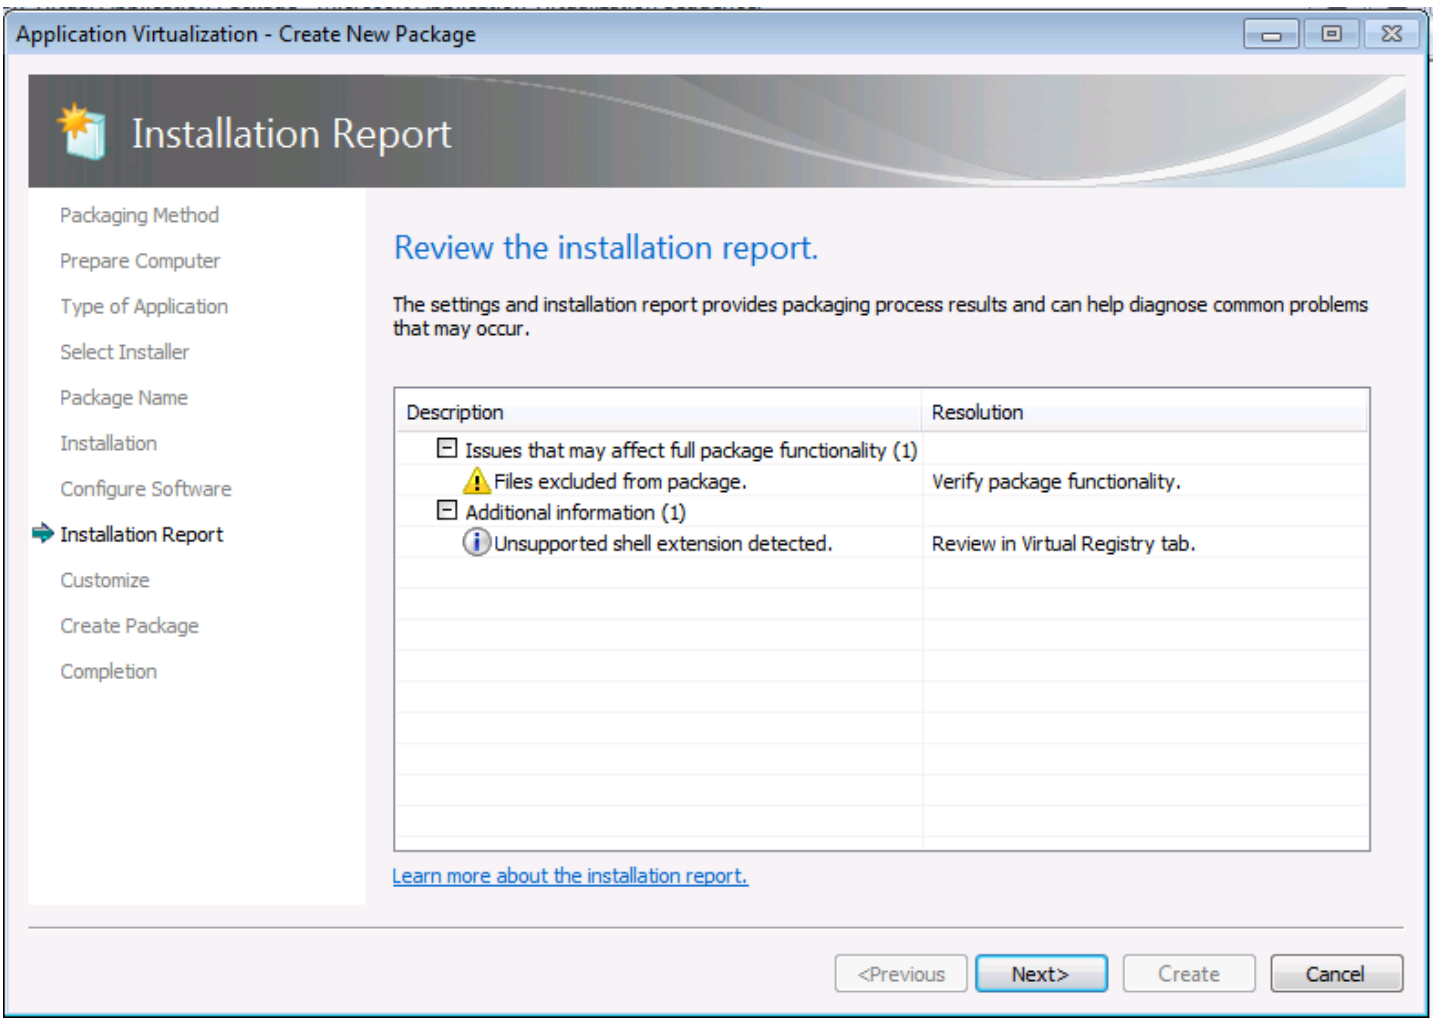 Application Virtualization - Create New Package
Installation Report
Packaging Method
Prepare Computer
Type of Application
Select Installer
Package Name
Installation
Configure Software
Installation Report
Customize
Create Package
Completion
Review the installation report.
The settings and installation report provides packaging process results and can help diagnose common problems
that may occur.
Description Resolution
Issues that may affect full package functionality (1)
Files excluded from package. Verify package functionality.
Additional information (1)
Unsupported shell extension detected. Review in Virtual Registry tab.
Learn more about the installation report.
<Previous Next> Create Cancel